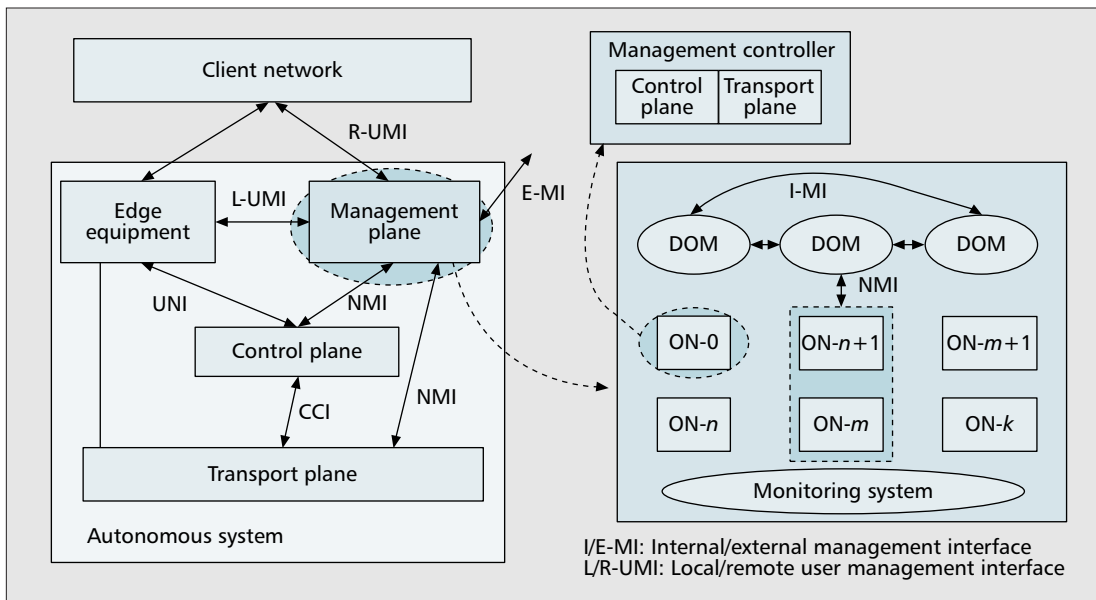 Client network
R-UMI
Edge
equipment
L-UMI
Management
plane
E-MI
UNI
NMI
Control plane
CCI
NMI
Transport plane
Autonomous system
Management controller
Control
plane
Transport
plane
I-MI
DOM
DOM
DOM
NMI
ON-0
ON-n+1
ON-m+1
ON-n
ON-m
ON-k
Monitoring system
I/E-MI: Internal/external management interface
L/R-UMI: Local/remote user management interface